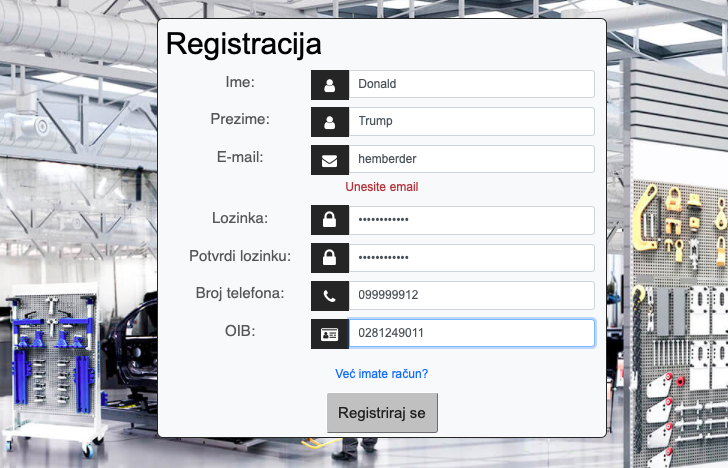 Registracija
Ime: Donald
Prezime: Trump
E-mail: hemberder
Unesite email
Lozinka: ••••••••••••
Potvrdi lozinku: ••••••••••••
Broj telefona: 099999912
OIB: 0281249011
Već imate račun?
Registriraj se